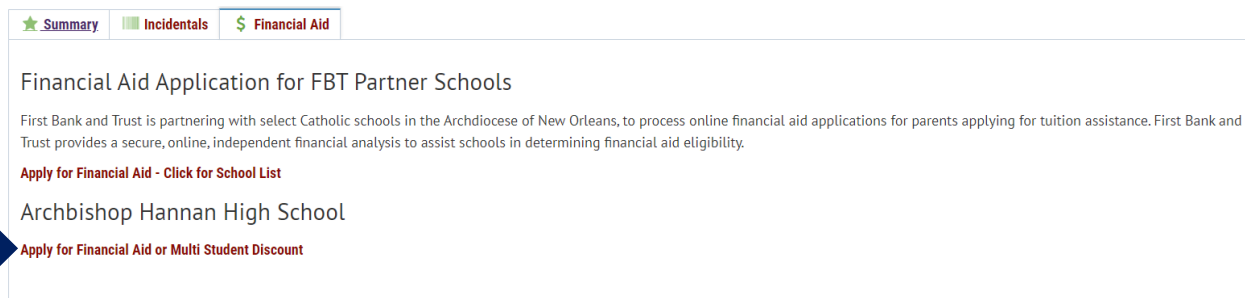 Summary Incidentals $ Financial Aid
Financial Aid Application for FBT Partner Schools
First Bank and Trust is partnering with select Catholic schools in the Archdiocese of New Orleans, to process online financial aid applications for parents applying for tuition assistance. First Bank and
Trust provides a secure, online, independent financial analysis to assist schools in determining financial aid eligibility.
Apply for Financial Aid - Click for School List
Archbishop Hannan High School
Apply for Financial Aid or Multi Student Discount